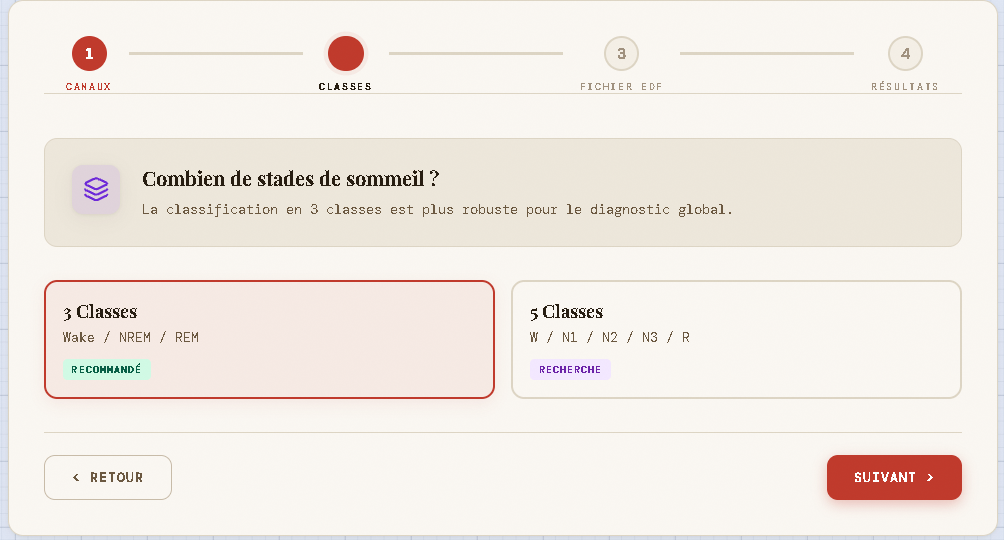 1
3
4
CANAUX
CLASSES
FICHIER EDF
RÉSULTATS
Combien de stades de sommeil ?
La classification en 3 classes est plus robuste pour le diagnostic global.
3 Classes
Wake / NREM / REM
RECOMMANDÉ
5 Classes
W / N1 / N2 / N3 / R
RECHERCHE
‹ RETOUR
SUIVANT ›